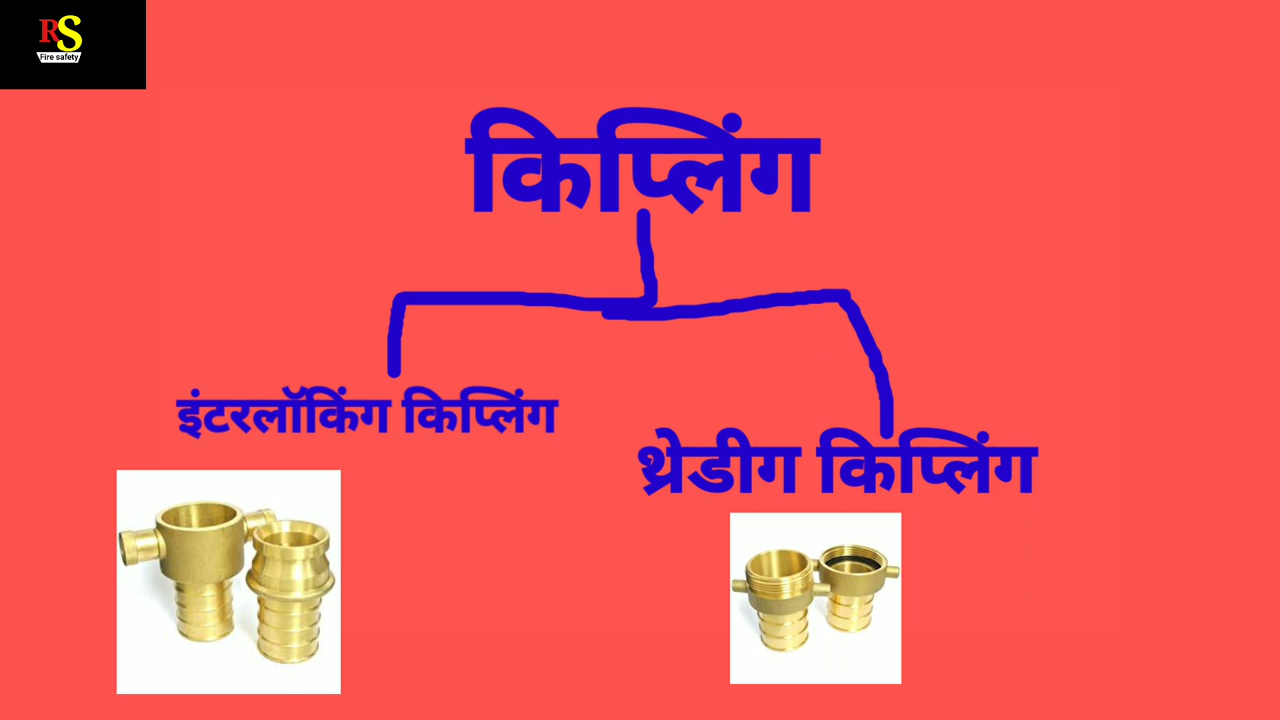 RS
Fire safety
किप्लिंग
इंटरलॉकिंग किप्लिंग
थ्रेडीग किप्लिंग